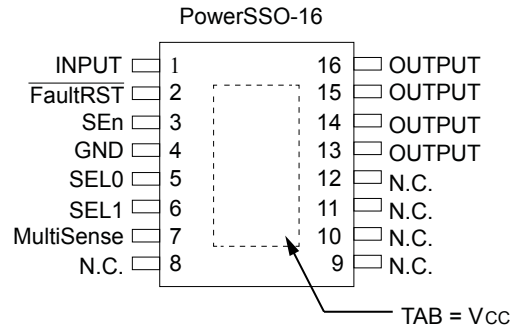 PowerSSO-16
INPUT 1 16 OUTPUT
FaultRST 2 15 OUTPUT
SEn 3 14 OUTPUT
GND 4 13 OUTPUT
SEL0 5 12 N.C.
SEL1 6 11 N.C.
MultiSense 7 10 N.C.
N.C. 8 9 N.C.
TAB = VCC